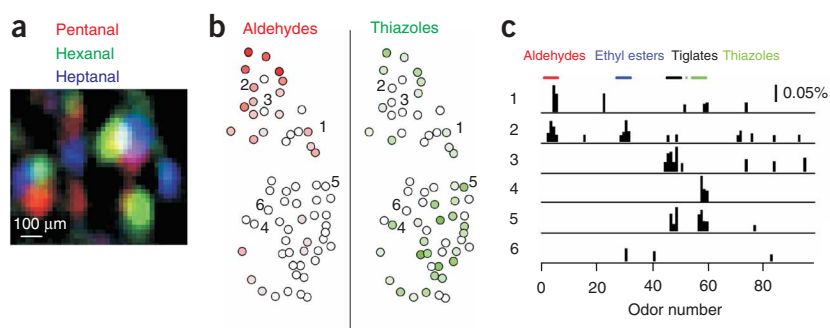 a
Pentanal
Hexanal
Heptanal
100 μm
b
Aldehydes
Thiazoles
2
3
1
5
6
4
2
3
1
5
6
4
c
Aldehydes Ethyl esters Tiglates Thiazoles
0.05%
1
2
3
4
5
6
0 20 40 60 80
Odor number